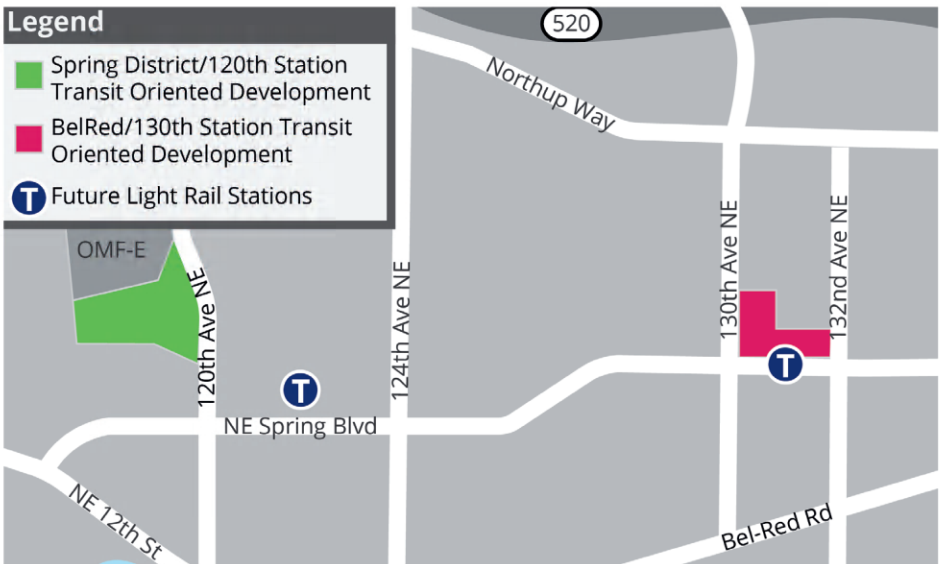 Legend
Spring District/120th Station
Transit Oriented Development
BelRed/130th Station Transit
Oriented Development
T
Future Light Rail Stations
520
Northup Way
OMF-E
120th Ave NE
124th Ave NE
130th Ave NE
132nd Ave NE
T
T
NE Spring Blvd
NE 12th St
Bel-Red Rd